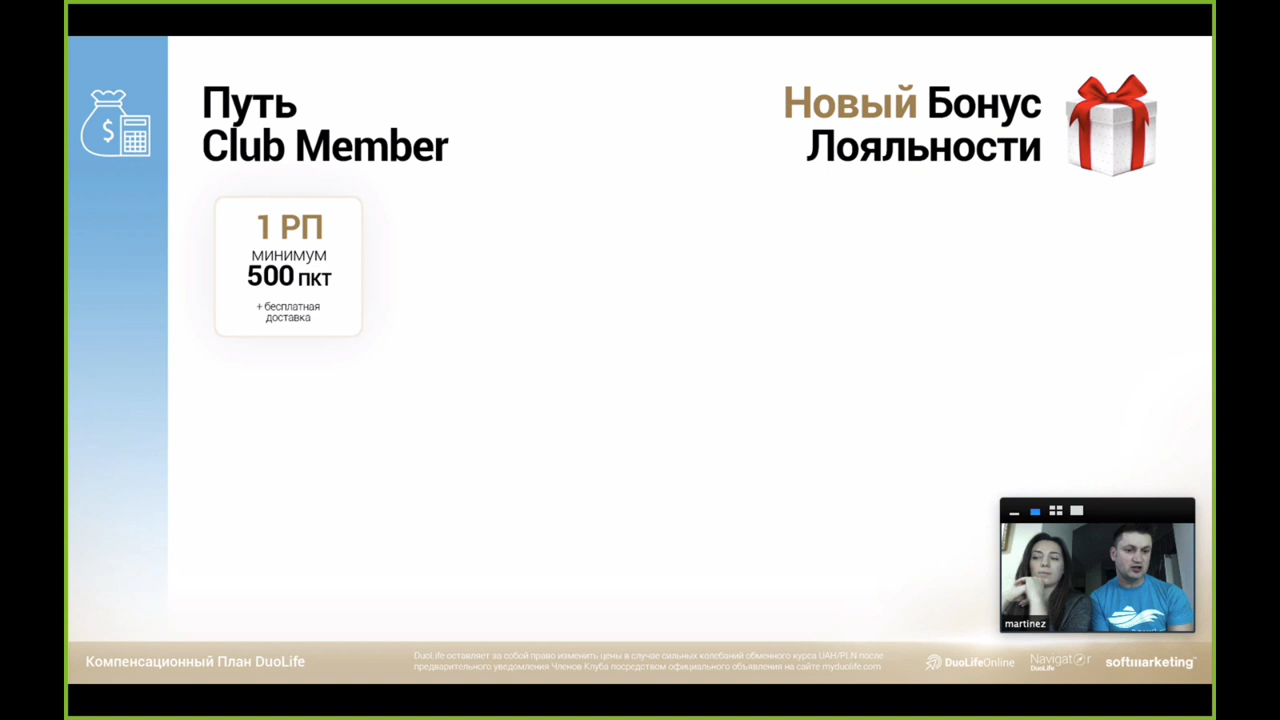 Путь
Club Member
Новый Бонус
Лояльности
$
1 РП
минимум
500 ПКТ
+ бесплатная
доставка
martinez
Компенсационный План DuoLife
DuoLife оставляет за собой право изменить цены в случае сильных колебаний обменного курса UAH/PLN после
предварительного уведомления Членов Клуба посредством официального объявления на сайте myduolife.com
DuoLifeOnline
Navigator
DuoLife
softmarketing